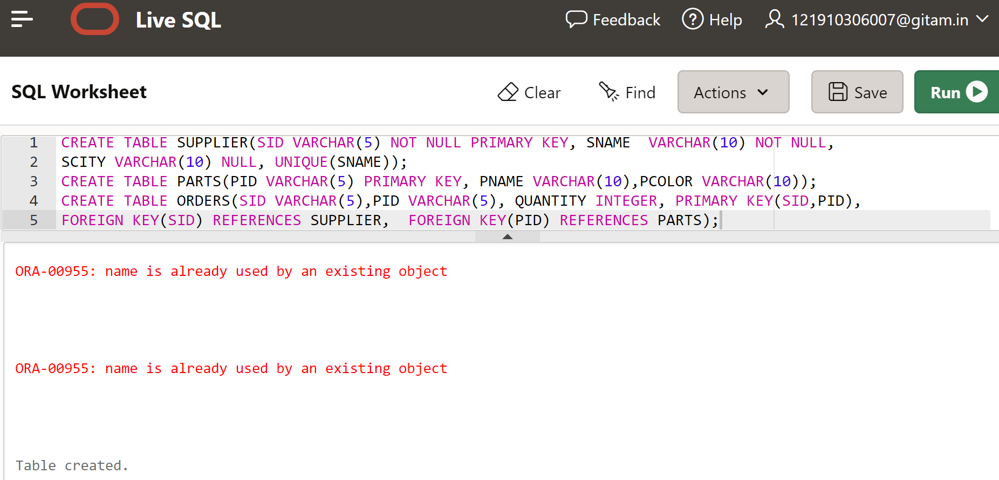 Live SQL
Feedback
Help
121910306007@gitam.in
SQL Worksheet
Clear
Find
Actions
Save
Run
1 CREATE TABLE SUPPLIER(SID VARCHAR(5) NOT NULL PRIMARY KEY, SNAME  VARCHAR(10) NOT NULL,
2 SCITY VARCHAR(10) NULL, UNIQUE(SNAME));
3 CREATE TABLE PARTS(PID VARCHAR(5) PRIMARY KEY, PNAME VARCHAR(10),PCOLOR VARCHAR(10));
4 CREATE TABLE ORDERS(SID VARCHAR(5),PID VARCHAR(5), QUANTITY INTEGER, PRIMARY KEY(SID,PID),
5 FOREIGN KEY(SID) REFERENCES SUPPLIER,  FOREIGN KEY(PID) REFERENCES PARTS);
ORA-00955: name is already used by an existing object
ORA-00955: name is already used by an existing object
Table created.